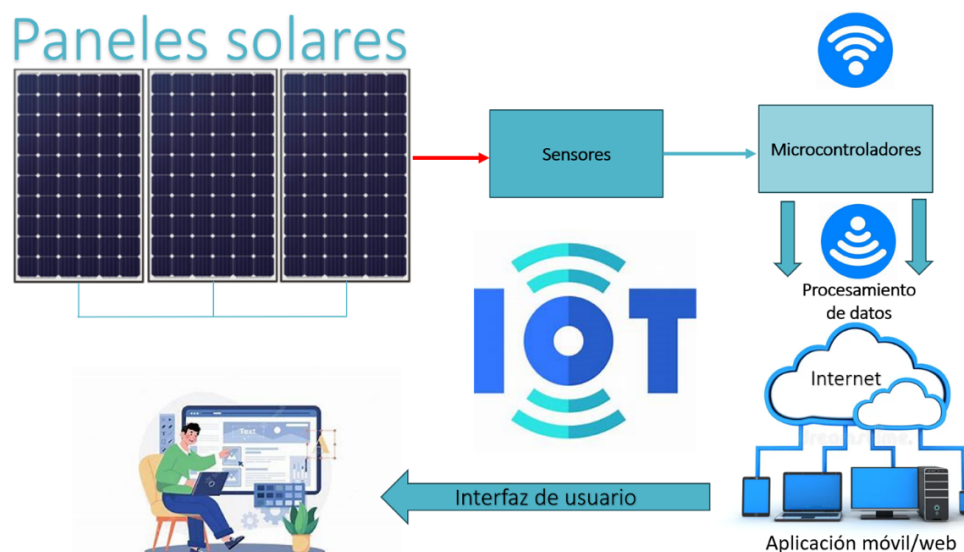 Paneles solares
Sensores
Microcontroladores
IOT
Procesamiento
de datos
Internet
Text
A
Interfaz de usuario
Aplicación móvil/web